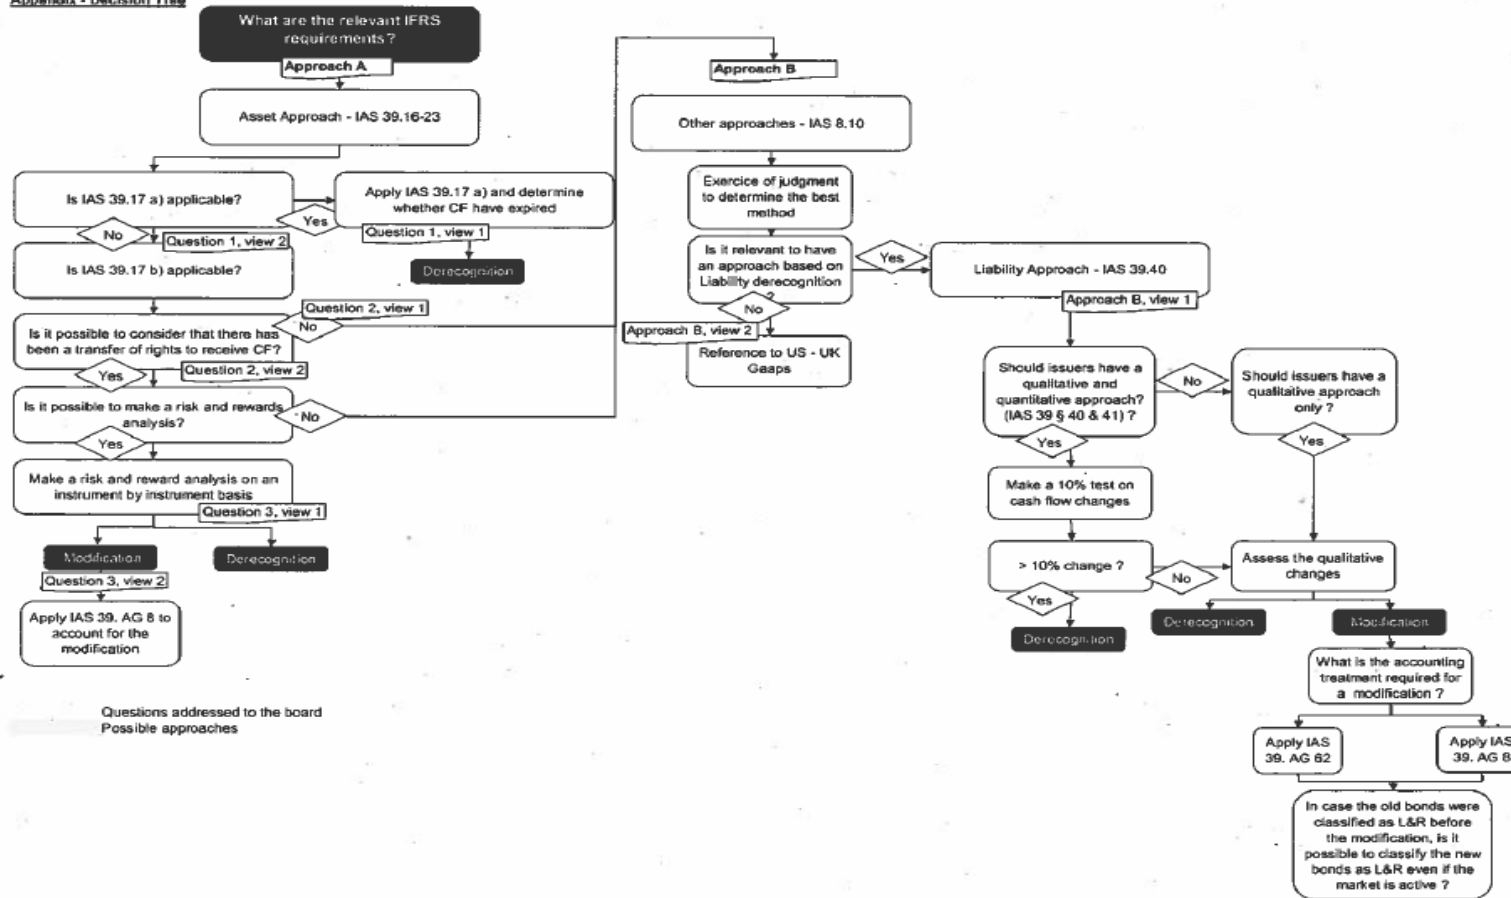 Appendix - Decision Tree
What are the relevant IFRS
requirements?
Approach A
Asset Approach - IAS 39.16-23
Is IAS 39.17 a) applicable?
Yes
Apply IAS 39.17 a) and determine
whether CF have expired
Question 1, view 1
Derecognition
No
Question 1, view 2
Is IAS 39.17 b) applicable?
Question 2, view 1
No
Is it possible to consider that there has
been a transfer of rights to receive CF?
Yes
Question 2, view 2
Is it possible to make a risk and rewards
analysis?
No
Yes
Make a risk and reward analysis on an
instrument by instrument basis
Question 3, view 1
Modification
Derecognition
Question 3, view 2
Apply IAS 39. AG 8 to
account for the
modification
Questions addressed to the board
Possible approaches
Approach B
Other approaches - IAS 8.10
Exercice of judgment
to determine the best
method
Is it relevant to have
an approach based on
Liability derecognition
?
Yes
No
Approach B, view 2
Reference to US - UK
Gaaps
Liability Approach - IAS 39.40
Approach B, view 1
Should issuers have a
qualitative and
quantitative approach?
(IAS 39 § 40 & 41) ?
No
Should issuers have a
qualitative approach
only ?
Yes
Yes
Make a 10% test on
cash flow changes
> 10% change ?
No
Assess the qualitative
changes
Yes
Derecognition
Derecognition
Modification
What is the accounting
treatment required for
a modification ?
Apply IAS
39. AG 62
Apply IAS
39. AG 8
In case the old bonds were
classified as L&R before
the modification, is it
possible to classify the new
bonds as L&R even if the
market is active ?